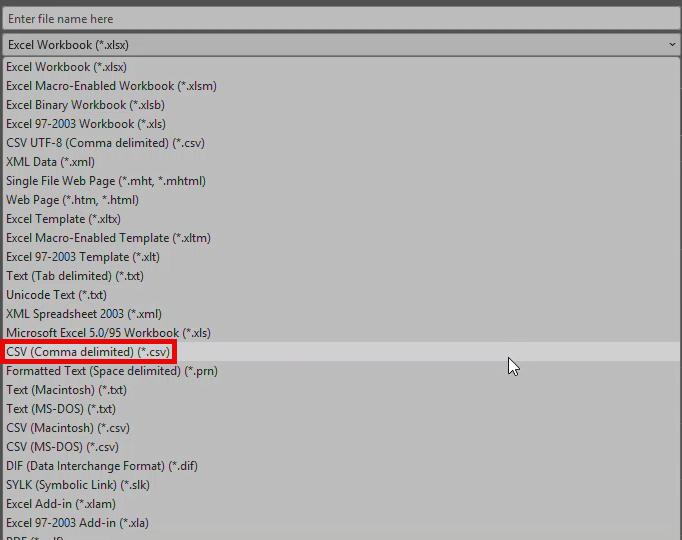 Enter file name here
Excel Workbook (*.xlsx)
Excel Workbook (*.xlsx)
Excel Macro-Enabled Workbook (*.xlsm)
Excel Binary Workbook (*.xlsb)
Excel 97-2003 Workbook (*.xls)
CSV UTF-8 (Comma delimited) (*.csv)
XML Data (*.xml)
Single File Web Page (*.mht, *.mhtml)
Web Page (*.htm, *.html)
Excel Template (*.xltx)
Excel Macro-Enabled Template (*.xltm)
Excel 97-2003 Template (*.xlt)
Text (Tab delimited) (*.txt)
Unicode Text (*.txt)
XML Spreadsheet 2003 (*.xml)
Microsoft Excel 5.0/95 Workbook (*.xls)
CSV (Comma delimited) (*.csv)
Formatted Text (Space delimited) (*.prn)
Text (Macintosh) (*.txt)
Text (MS-DOS) (*.txt)
CSV (Macintosh) (*.csv)
CSV (MS-DOS) (*.csv)
DIF (Data Interchange Format) (*.dif)
SYLK (Symbolic Link) (*.slk)
Excel Add-in (*.xlam)
Excel 97-2003 Add-in (*.xla)